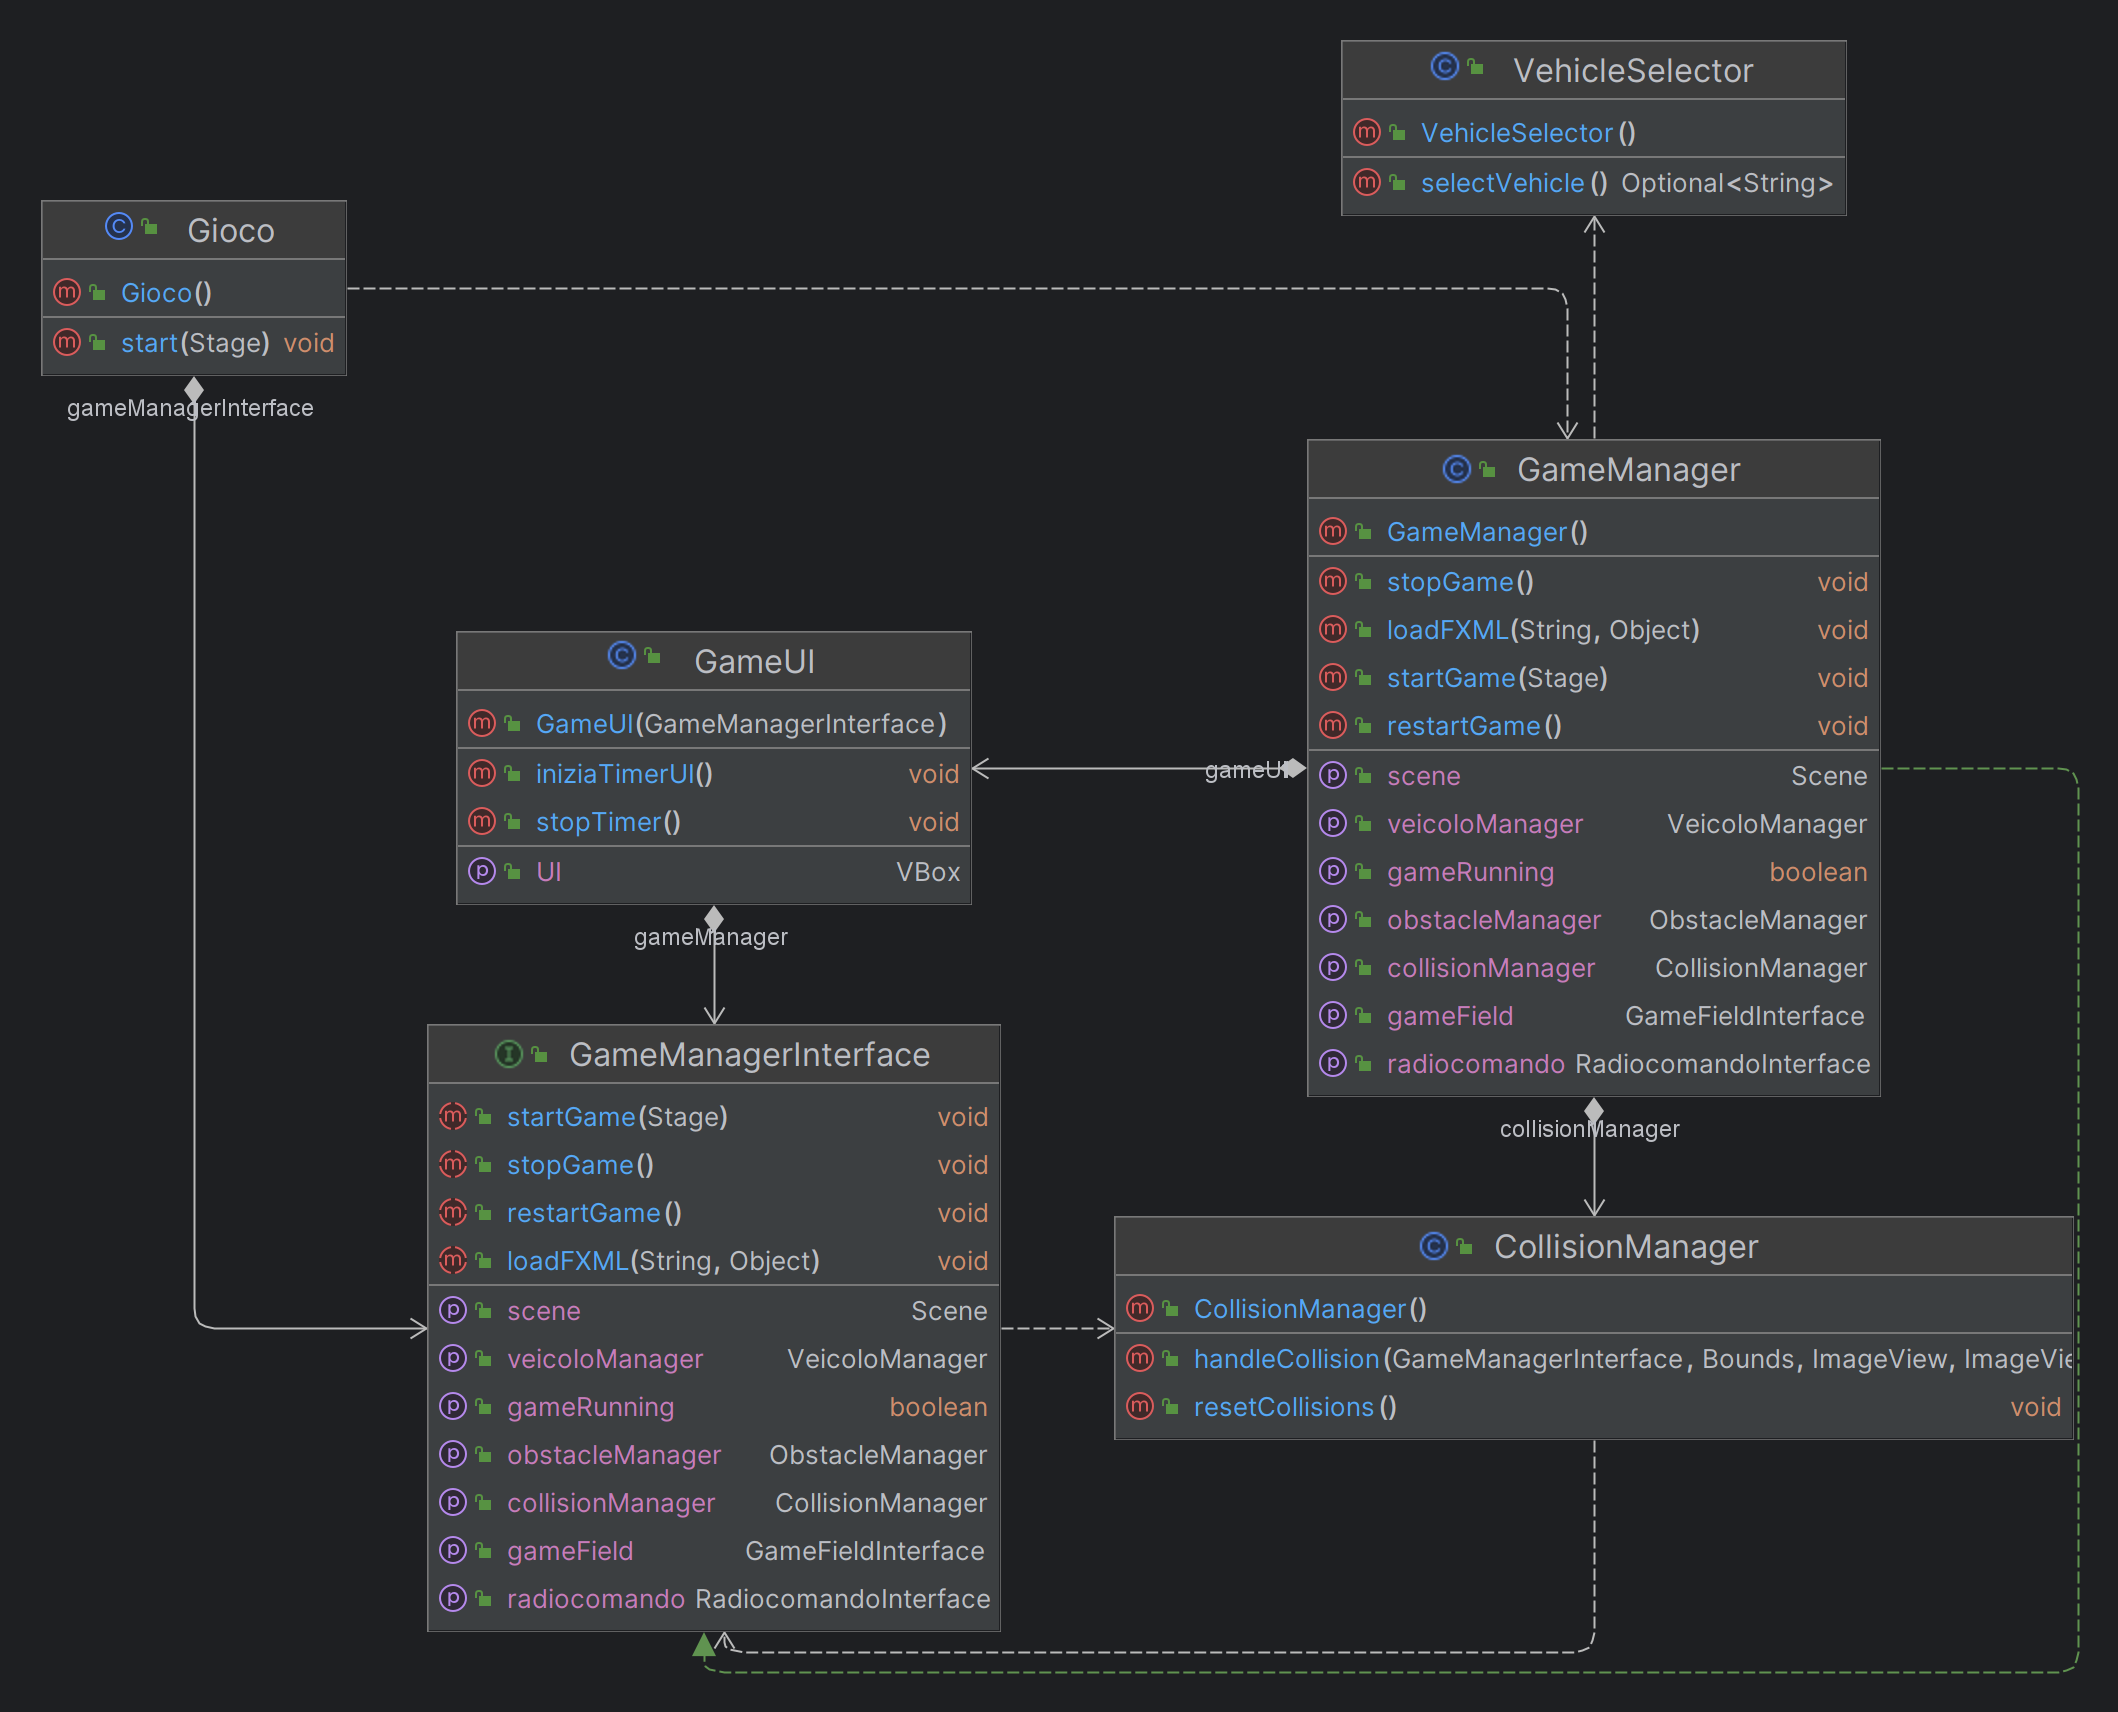 VehicleSelector
VehicleSelector()
selectVehicle() Optional<String>
Gioco
Gioco()
start(Stage) void
gameManagerInterface
GameManager
GameManager()
stopGame() void
loadFXML(String, Object) void
startGame(Stage) void
restartGame() void
scene Scene
veicoloManager VeicoloManager
gameRunning boolean
obstacleManager ObstacleManager
collisionManager CollisionManager
gameField GameFieldInterface
radiocomando RadiocomandoInterface
GameUI
GameUI(GameManagerInterface)
iniziaTimerUI() void
stopTimer() void
UI VBox
gameUI
gameManager
collisionManager
GameManagerInterface
startGame(Stage) void
stopGame() void
restartGame() void
loadFXML(String, Object) void
scene Scene
veicoloManager VeicoloManager
gameRunning boolean
obstacleManager ObstacleManager
collisionManager CollisionManager
gameField GameFieldInterface
radiocomando RadiocomandoInterface
CollisionManager
CollisionManager()
handleCollision(GameManagerInterface, Bounds, ImageView, ImageVie
resetCollisions() void